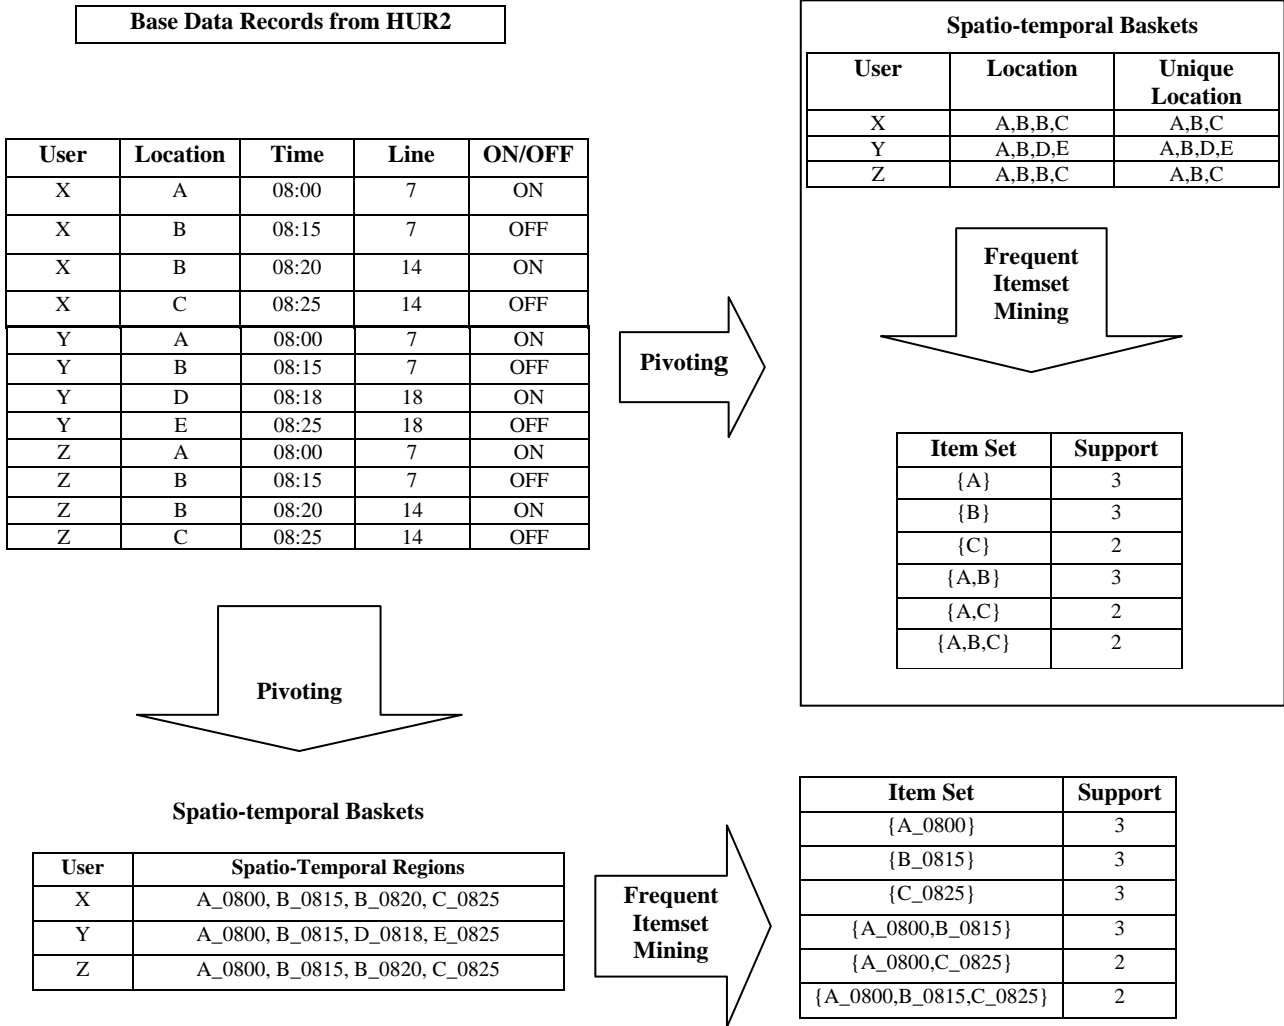 Base Data Records from HUR2
User Location Time Line ON/OFF
X A 08:00 7 ON
X B 08:15 7 OFF
X B 08:20 14 ON
X C 08:25 14 OFF
Y A 08:00 7 ON
Y B 08:15 7 OFF
Y D 08:18 18 ON
Y E 08:25 18 OFF
Z A 08:00 7 ON
Z B 08:15 7 OFF
Z B 08:20 14 ON
Z C 08:25 14 OFF
Pivoting
Spatio-temporal Baskets
User Location Unique
Location
X A,B,B,C A,B,C
Y A,B,D,E A,B,D,E
Z A,B,B,C A,B,C
Frequent
Itemset
Mining
Item Set Support
{A} 3
{B} 3
{C} 2
{A,B} 3
{A,C} 2
{A,B,C} 2
Pivoting
Spatio-temporal Baskets
User Spatio-Temporal Regions
X A_0800, B_0815, B_0820, C_0825
Y A_0800, B_0815, D_0818, E_0825
Z A_0800, B_0815, B_0820, C_0825
Frequent
Itemset
Mining
Item Set Support
{A_0800} 3
{B_0815} 3
{C_0825} 3
{A_0800,B_0815} 3
{A_0800,C_0825} 2
{A_0800,B_0815,C_0825} 2